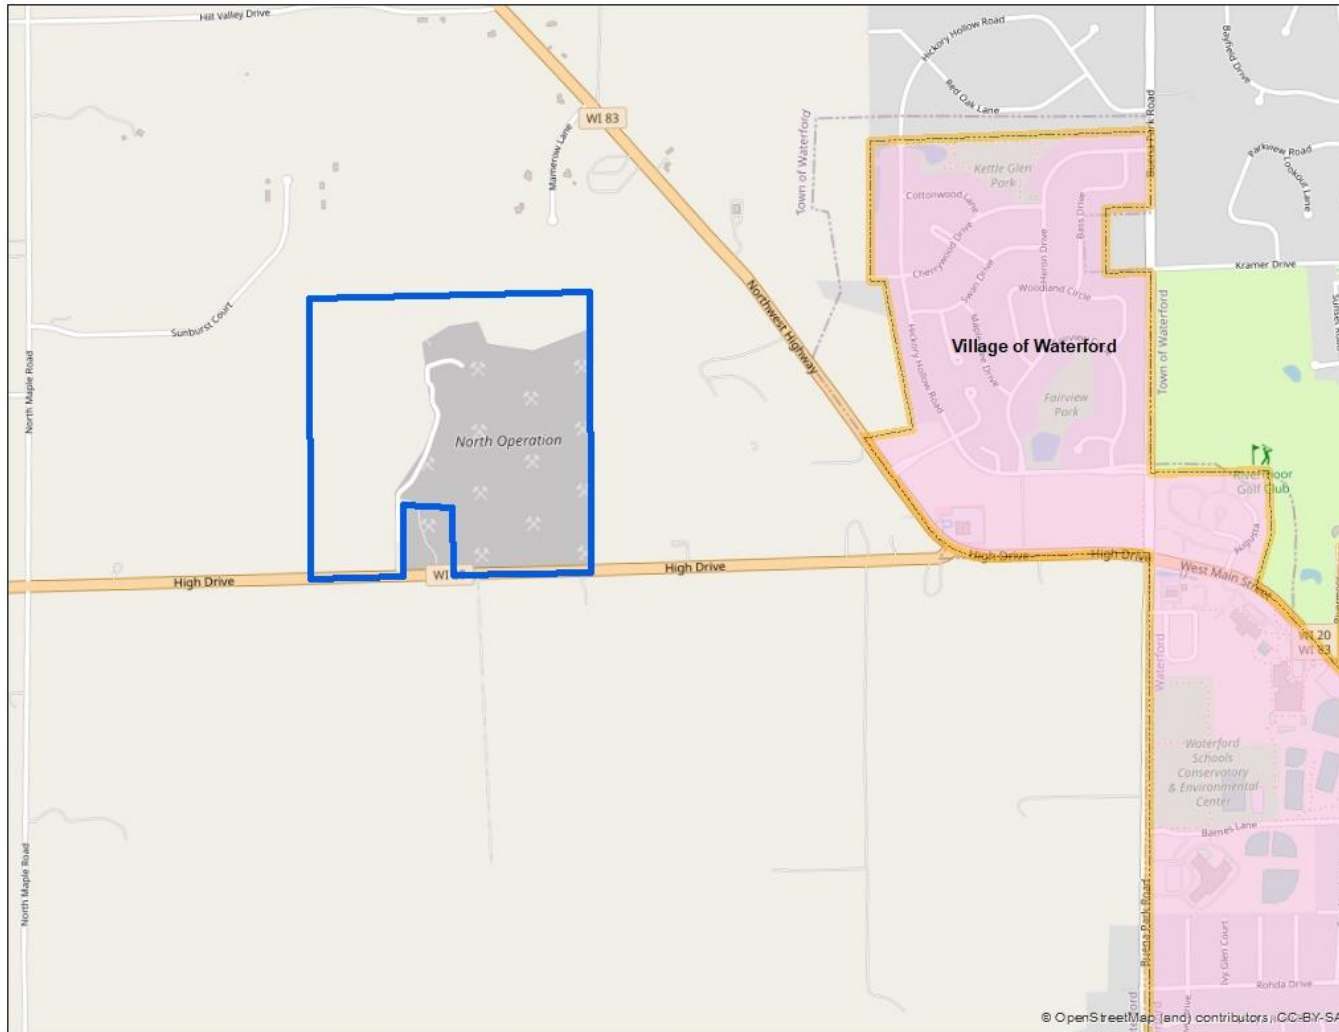 Hill Valley Drive
Hickory Hollow Road
Bayfield Drive
Red Oak Lane
WI 83
Mamerow Lane
Town of Waterford
Buena Park Road
Parkview Road
Lookout Lane
Kettle Glen
Park
Cottonwood Lane
Bass Drive
Cherrywood Drive
Heron Drive
Swan Drive
Kramer Drive
Woodland Circle
Sunburst Court
Northwest Highway
Town of Waterford
Village of Waterford
Hickory Hollow Road
North Maple Road
Fairview
Park
North Operation
Golf Club
Augusta
High Drive
High Drive
High Drive
High Drive
WI
West Main Street
WI 20
WI 83
Waterford
Waterford
Schools
Conservatory
& Environmental
Center
Barnes Lane
North Maple Road
Buena Park Road
Ivy Glen Court
Rohda Drive
Drive
© OpenStreetMap (and) contributors, CC-BY-SA